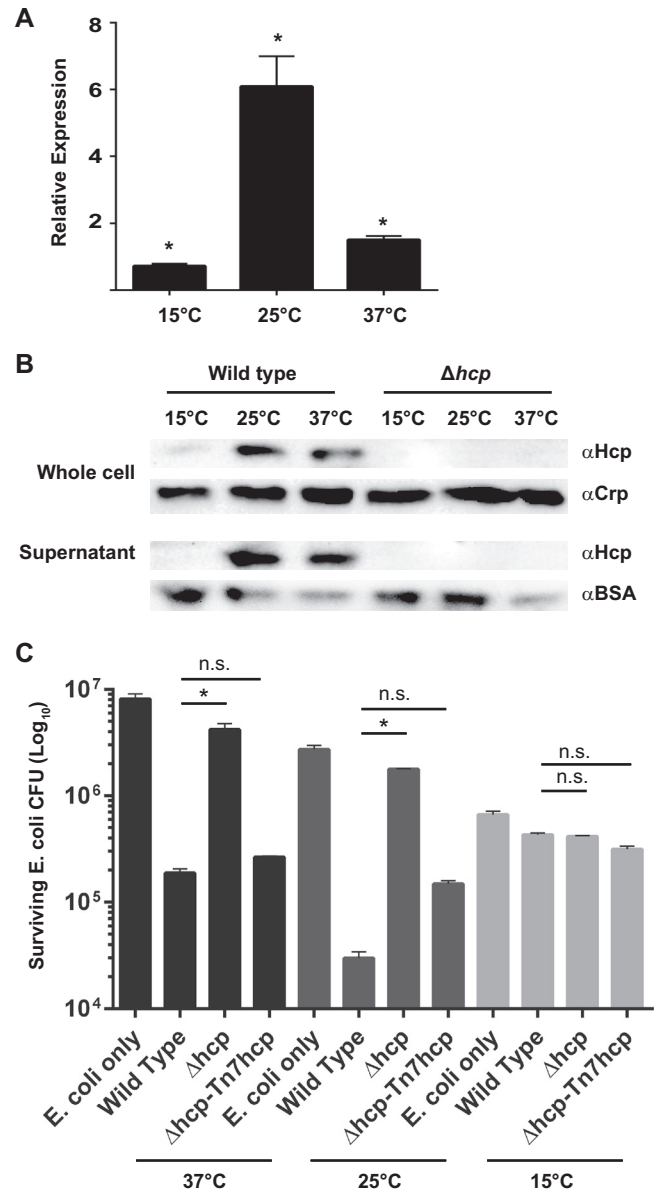 A
Relative Expression
8
6
4
2
*
*
*
15°C 25°C 37°C
B
Wild type Δhcp
15°C 25°C 37°C 15°C 25°C 37°C
Whole cell
αHcp
αCrp
Supernatant
αHcp
αBSA
C
Surviving E. coli CFU (Log10)
10^7
10^6
10^5
10^4
n.s.
*
n.s.
*
n.s.
n.s.
E. coli only
Wild Type
Δhcp
Δhcp-Tn7hcp
E. coli only
Wild Type
Δhcp
Δhcp-Tn7hcp
E. coli only
Wild Type
Δhcp
Δhcp-Tn7hcp
37°C 25°C 15°C